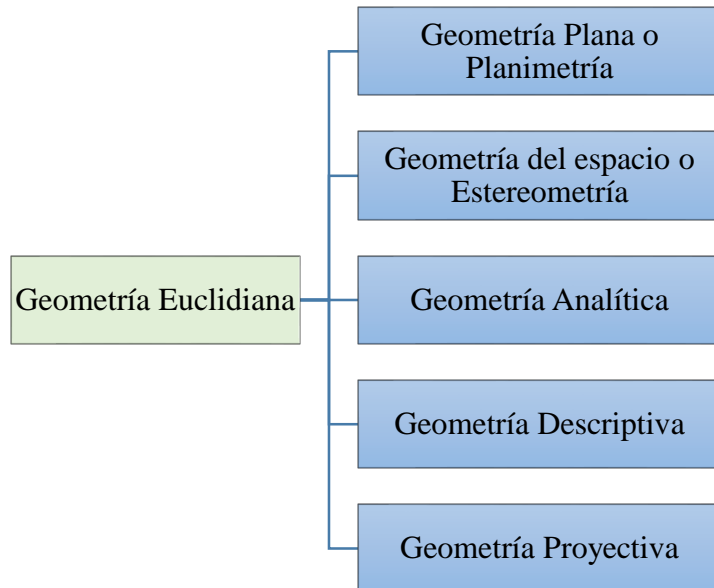 Geometría Plana o
Planimetría
Geometría del espacio o
Estereometría
Geometría Euclidiana
Geometría Analítica
Geometría Descriptiva
Geometría Proyectiva